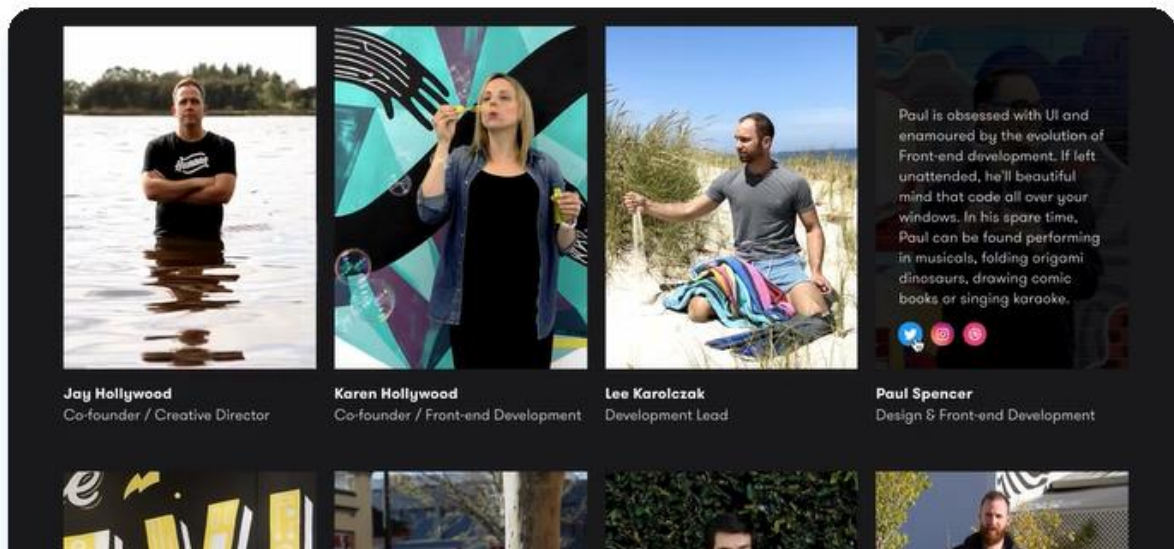 Paul is obsessed with UI and
enamoured by the evolution of
Front-end development. If left
unattended, he'll beautiful
mind that code all over your
windows. In his spare time,
Paul can be found performing
in musicals, folding origami
dinosaurs, drawing comic
books or singing karaoke.
Jay Hollywood
Co-founder / Creative Director
Karen Hollywood
Co-founder / Front-end Development
Lee Karolczak
Development Lead
Paul Spencer
Design & Front-end Development